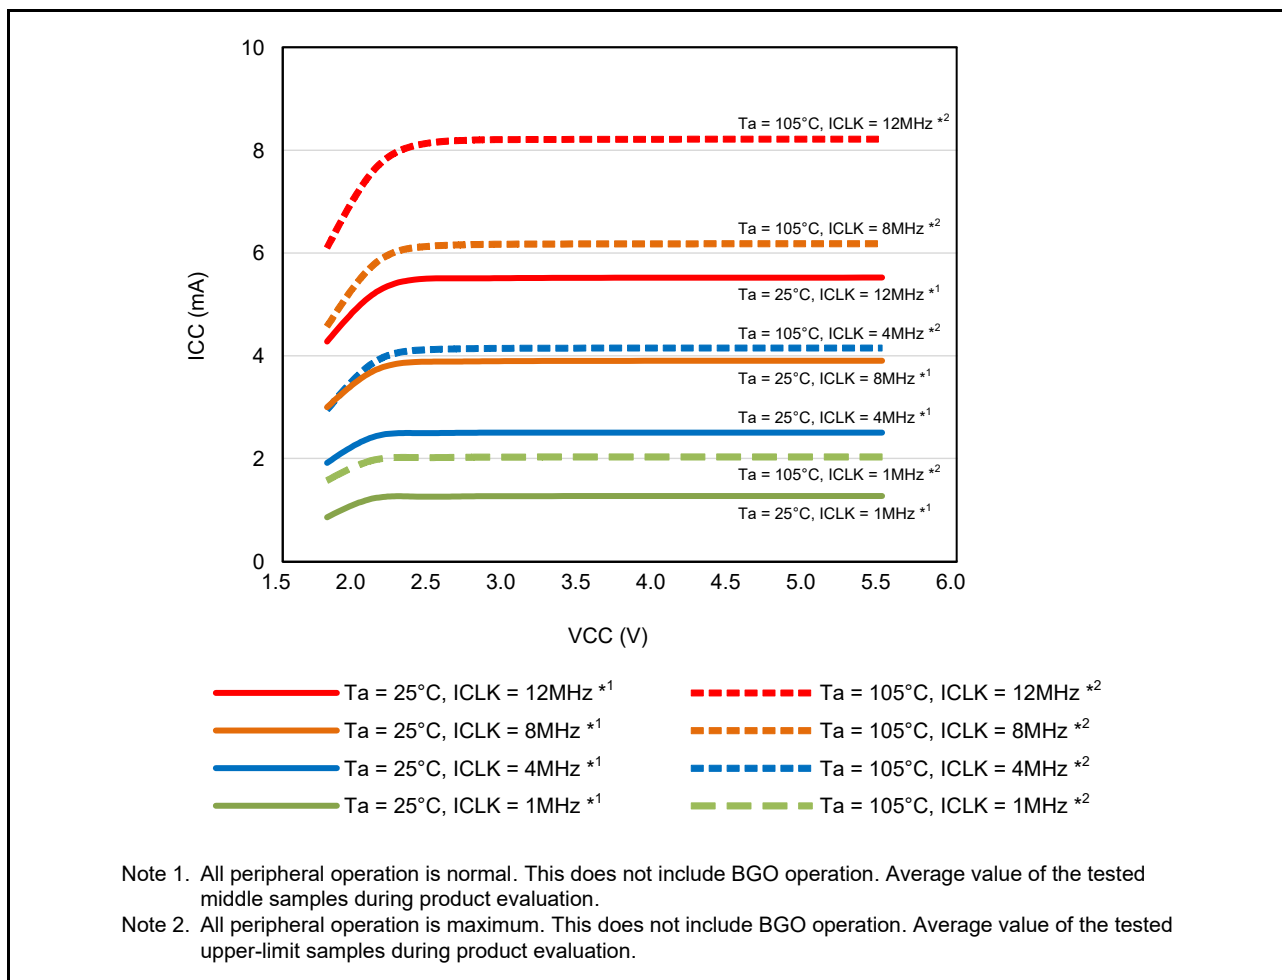 10
8
6
4
2
0
ICC (mA)
Ta = 105°C, ICLK = 12MHz *2
Ta = 105°C, ICLK = 8MHz *2
Ta = 25°C, ICLK = 12MHz *1
Ta = 105°C, ICLK = 4MHz *2
Ta = 25°C, ICLK = 8MHz *1
Ta = 25°C, ICLK = 4MHz *1
Ta = 105°C, ICLK = 1MHz *2
Ta = 25°C, ICLK = 1MHz *1
1.5 2.0 2.5 3.0 3.5 4.0 4.5 5.0 5.5 6.0
VCC (V)
Ta = 25°C, ICLK = 12MHz *1
Ta = 105°C, ICLK = 12MHz *2
Ta = 25°C, ICLK = 8MHz *1
Ta = 105°C, ICLK = 8MHz *2
Ta = 25°C, ICLK = 4MHz *1
Ta = 105°C, ICLK = 4MHz *2
Ta = 25°C, ICLK = 1MHz *1
Ta = 105°C, ICLK = 1MHz *2
Note 1. All peripheral operation is normal. This does not include BGO operation. Average value of the tested
middle samples during product evaluation.
Note 2. All peripheral operation is maximum. This does not include BGO operation. Average value of the tested
upper-limit samples during product evaluation.